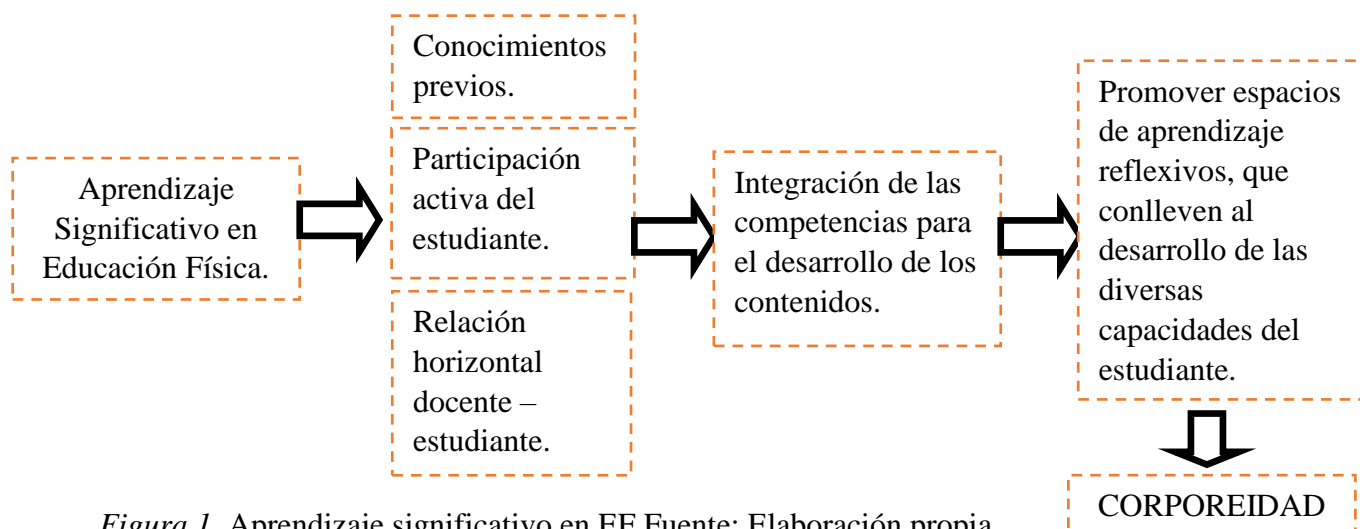 Aprendizaje
Significativo en
Educación Física.
Conocimientos
previos.
Participación
activa del
estudiante.
Relación
horizontal
docente –
estudiante.
Integración de las
competencias para
el desarrollo de los
contenidos.
Promover espacios
de aprendizaje
reflexivos, que
conlleven al
desarrollo de las
diversas
capacidades del
estudiante.
CORPOREIDAD
Figura 1. Aprendizaje significativo en EF Fuente: Elaboración propia